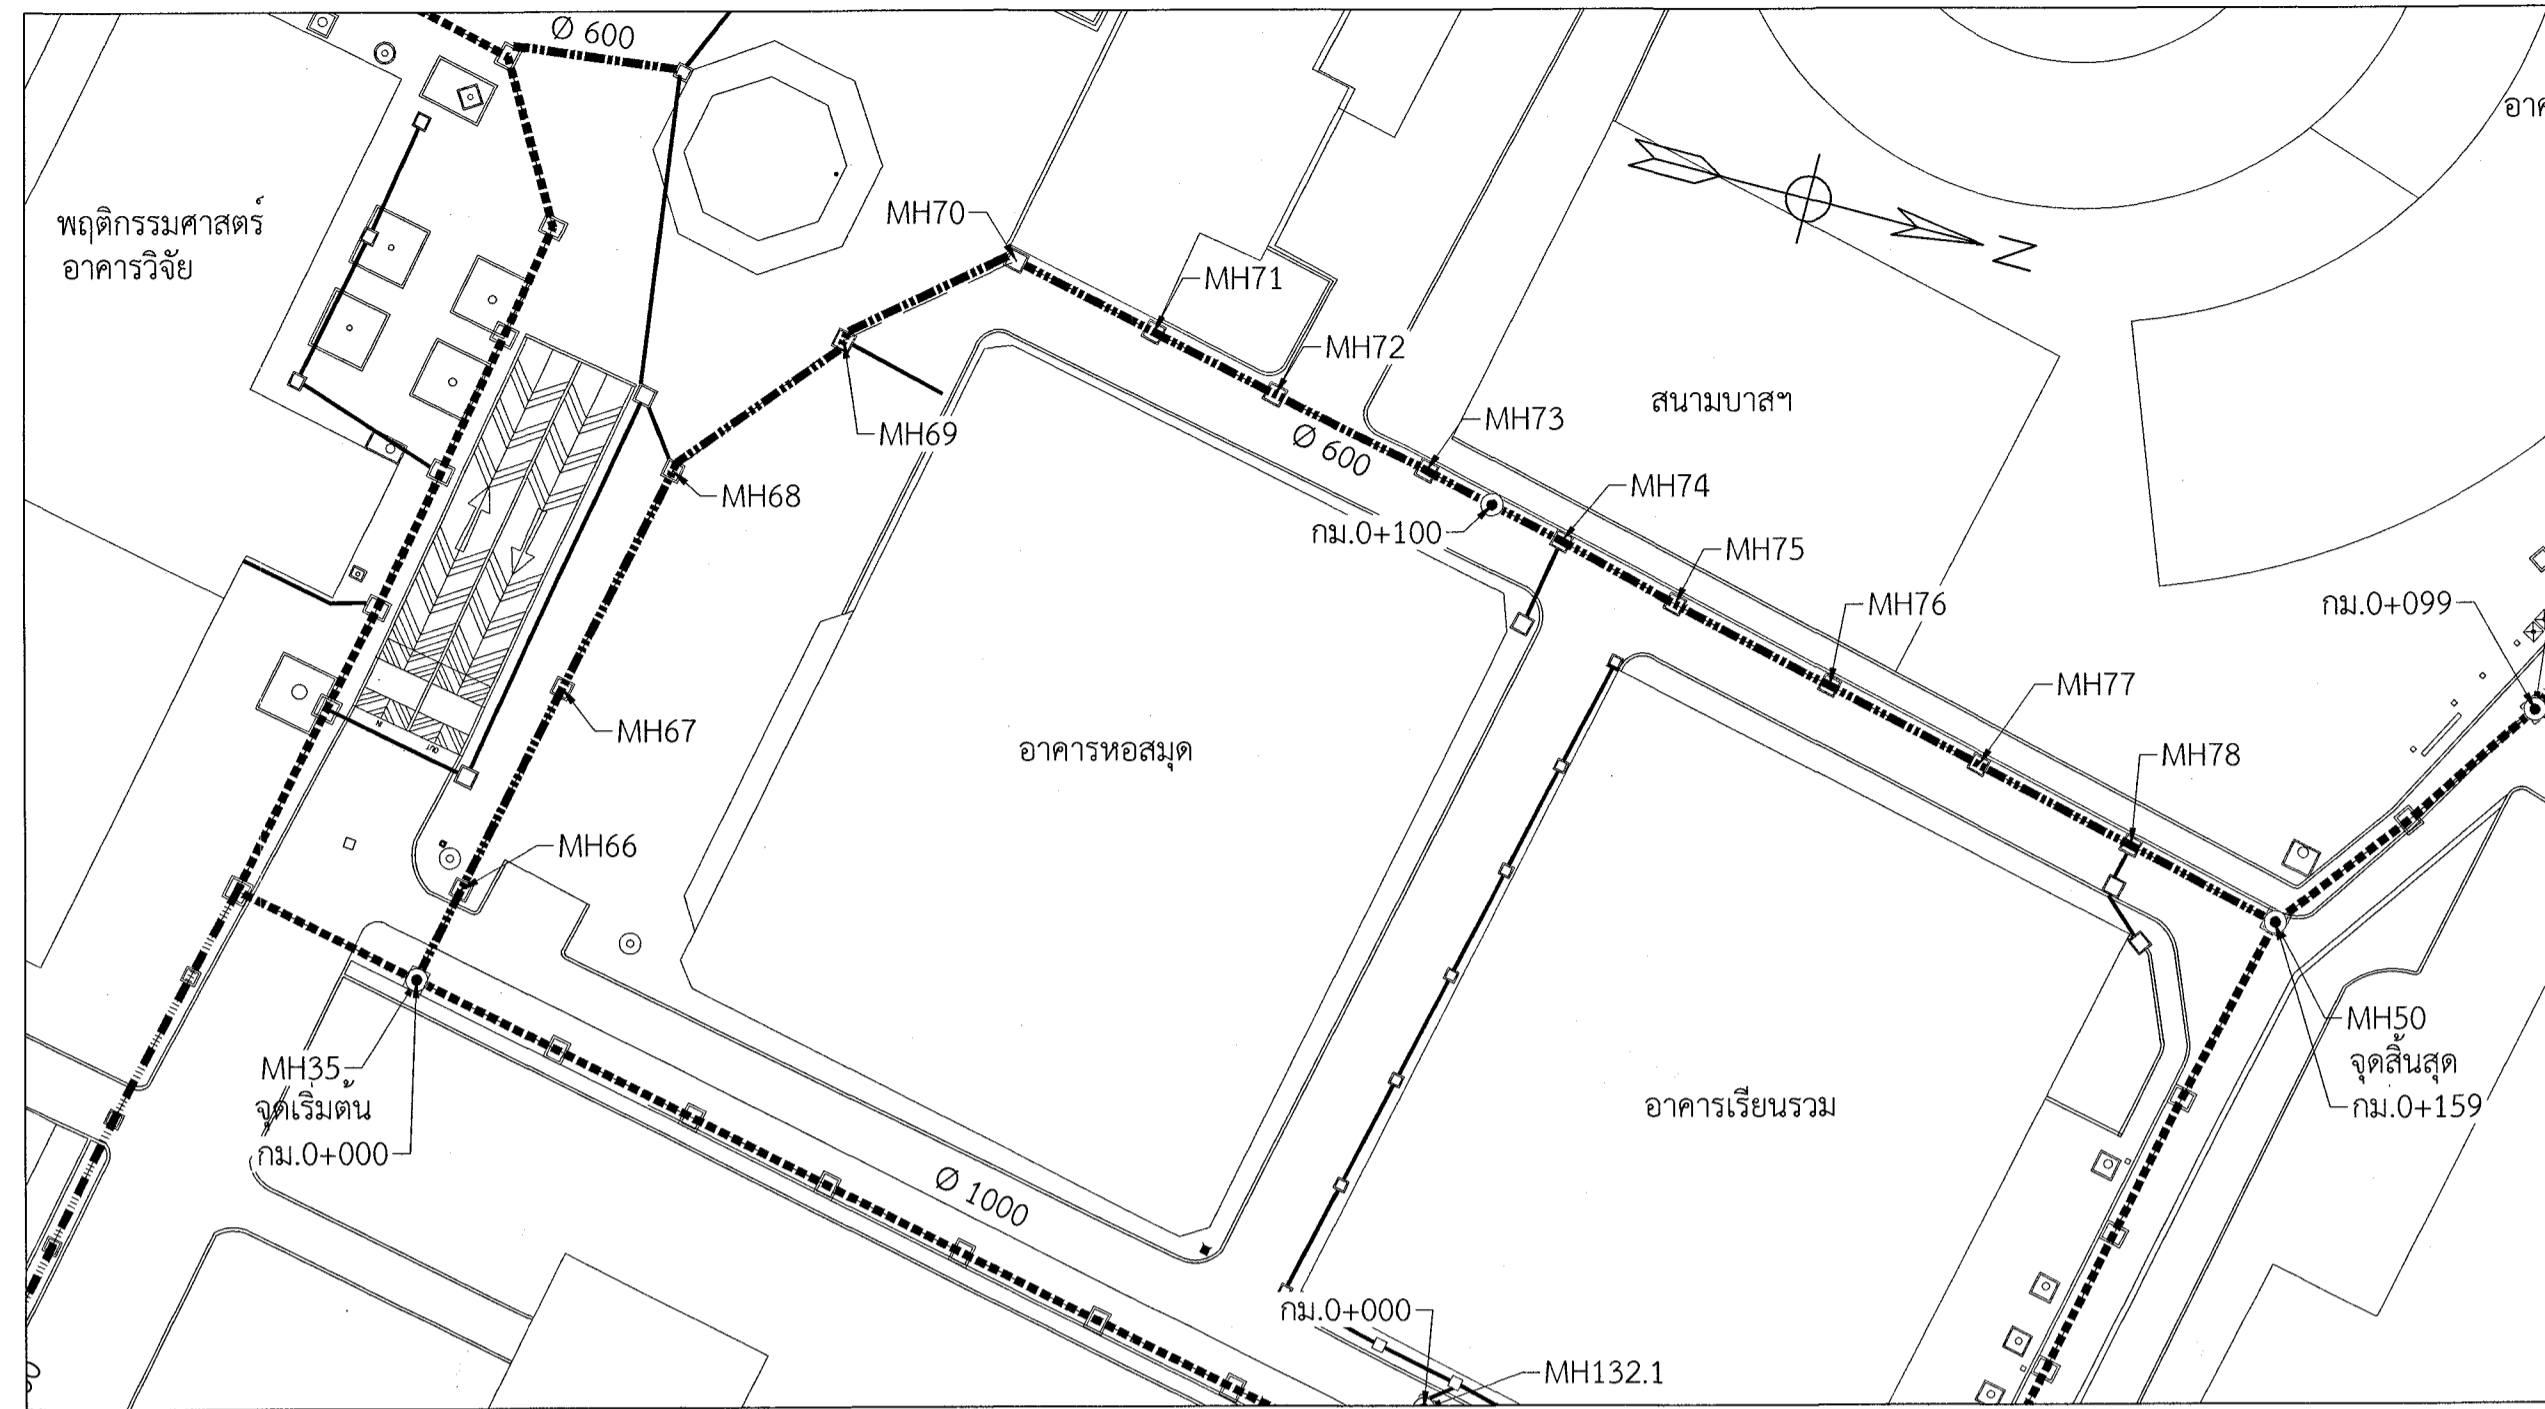 Ø 600
อาค
พฤติกรรมศาสตร์
อาคารวิจัย
MH70
N
MH71
MH72
สนามบาสฯ
MH73
MH69
Ø 600
MH68
MH74
กม.0+100
MH75
MH76
กม.0+099
MH77
IN
OUT
MH67
อาคารหอสมุด
MH78
MH66
MH50
จุดสิ้นสุด
กม.0+159
MH35
จุดเริ่มต้น
กม.0+000
อาคารเรียนรวม
Ø 1000
กม.0+000
MH132.1